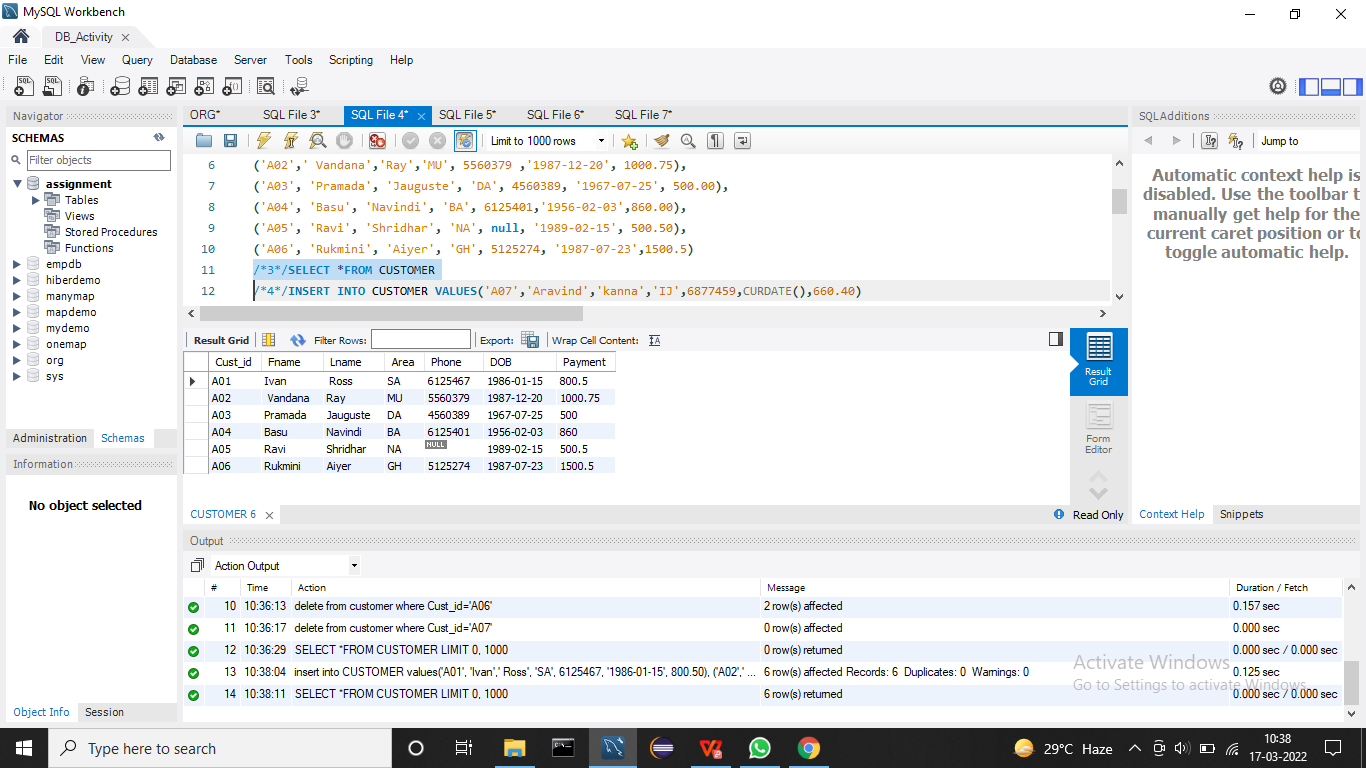 MySQL Workbench
DB_Activity
File Edit View Query Database Server Tools Scripting Help
Navigator
SCHEMAS
Filter objects
assignment
Tables
Views
Stored Procedures
Functions
empdb
hiberdemo
manymap
mapdemo
mydemo
onemap
org
sys
Administration Schemas
Information
No object selected
Object Info Session
ORG* SQL File 3* SQL File 4* SQL File 5* SQL File 6* SQL File 7*
Limit to 1000 rows
6 ('A02',' Vandana','Ray','MU', 5560379 ,'1987-12-20', 1000.75),
7 ('A03', 'Pramada', 'Jauguste', 'DA', 4560389, '1967-07-25', 500.00),
8 ('A04', 'Basu', 'Navindi', 'BA', 6125401,'1956-02-03',860.00),
9 ('A05', 'Ravi', 'Shridhar', 'NA', null, '1989-02-15', 500.50),
10 ('A06', 'Rukmini', 'Aiyer', 'GH', 5125274, '1987-07-23',1500.5)
11 /*3*/SELECT *FROM CUSTOMER
12 /*4*/INSERT INTO CUSTOMER VALUES('A07','Aravind','kanna','IJ',6877459,CURDATE(),660.40)
Result Grid Filter Rows: Export: Wrap Cell Content:
Cust_id Fname Lname Area Phone DOB Payment
A01 Ivan Ross SA 6125467 1986-01-15 800.5
A02 Vandana Ray MU 5560379 1987-12-20 1000.75
A03 Pramada Jauguste DA 4560389 1967-07-25 500
A04 Basu Navindi BA 6125401 1956-02-03 860
A05 Ravi Shridhar NA NULL 1989-02-15 500.5
A06 Rukmini Aiyer GH 5125274 1987-07-23 1500.5
Result
Grid
Form
Editor
CUSTOMER 6
Read Only
SQLAdditions
Jump to
Automatic context help is
disabled. Use the toolbar t
manually get help for the
current caret position or to
toggle automatic help.
Context Help Snippets
Output
Action Output
# Time Action Message Duration / Fetch
10 10:36:13 delete from customer where Cust_id='A06' 2 row(s) affected 0.157 sec
11 10:36:17 delete from customer where Cust_id='A07' 0 row(s) affected 0.000 sec
12 10:36:29 SELECT *FROM CUSTOMER LIMIT 0, 1000 0 row(s) returned 0.000 sec / 0.000 sec
13 10:38:04 insert into CUSTOMER values('A01', 'Ivan',' Ross', 'SA', 6125467, '1986-01-15', 800.50), ('A02',' ... 6 row(s) affected Records: 6 Duplicates: 0 Warnings: 0 0.125 sec
14 10:38:11 SELECT *FROM CUSTOMER LIMIT 0, 1000 6 row(s) returned 0.000 sec / 0.000 sec
Activate Windows
Go to Settings to activate Windows.
Type here to search
29°C Haze
10:38
17-03-2022